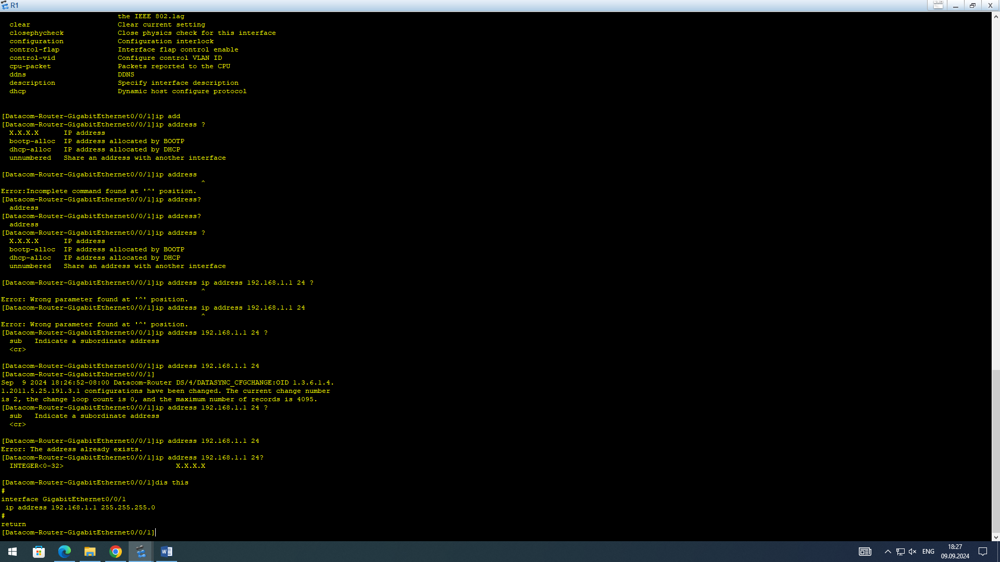 R1
the IEEE 802.1ag
clear Clear current setting
closephycheck Close physics check for this interface
configuration Configuration interlock
control-flap Interface flap control enable
control-vid Configure control VLAN ID
cpu-packet Packets reported to the CPU
ddns DDNS
description Specify interface description
dhcp Dynamic host configure protocol
[Datacom-Router-GigabitEthernet0/0/1]ip add
[Datacom-Router-GigabitEthernet0/0/1]ip address ?
X.X.X.X IP address
bootp-alloc IP address allocated by BOOTP
dhcp-alloc IP address allocated by DHCP
unnumbered Share an address with another interface
[Datacom-Router-GigabitEthernet0/0/1]ip address
^
Error:Incomplete command found at '^' position.
[Datacom-Router-GigabitEthernet0/0/1]ip address?
address
[Datacom-Router-GigabitEthernet0/0/1]ip address?
address
[Datacom-Router-GigabitEthernet0/0/1]ip address ?
X.X.X.X IP address
bootp-alloc IP address allocated by BOOTP
dhcp-alloc IP address allocated by DHCP
unnumbered Share an address with another interface
[Datacom-Router-GigabitEthernet0/0/1]ip address ip address 192.168.1.1 24 ?
^
Error: Wrong parameter found at '^' position.
[Datacom-Router-GigabitEthernet0/0/1]ip address ip address 192.168.1.1 24
^
Error: Wrong parameter found at '^' position.
[Datacom-Router-GigabitEthernet0/0/1]ip address 192.168.1.1 24 ?
sub Indicate a subordinate address
<cr>
[Datacom-Router-GigabitEthernet0/0/1]ip address 192.168.1.1 24
[Datacom-Router-GigabitEthernet0/0/1]
Sep 9 2024 18:26:52-08:00 Datacom-Router DS/4/DATASYNC_CFGCHANGE:OID 1.3.6.1.4.
1.2011.5.25.191.3.1 configurations have been changed. The current change number
is 2, the change loop count is 0, and the maximum number of records is 4095.
[Datacom-Router-GigabitEthernet0/0/1]ip address 192.168.1.1 24 ?
sub Indicate a subordinate address
<cr>
[Datacom-Router-GigabitEthernet0/0/1]ip address 192.168.1.1 24
Error: The address already exists.
[Datacom-Router-GigabitEthernet0/0/1]ip address 192.168.1.1 24?
INTEGER<0-32> X.X.X.X
[Datacom-Router-GigabitEthernet0/0/1]dis this
#
interface GigabitEthernet0/0/1
ip address 192.168.1.1 255.255.255.0
#
return
[Datacom-Router-GigabitEthernet0/0/1]
ENG
18:27
09.09.2024